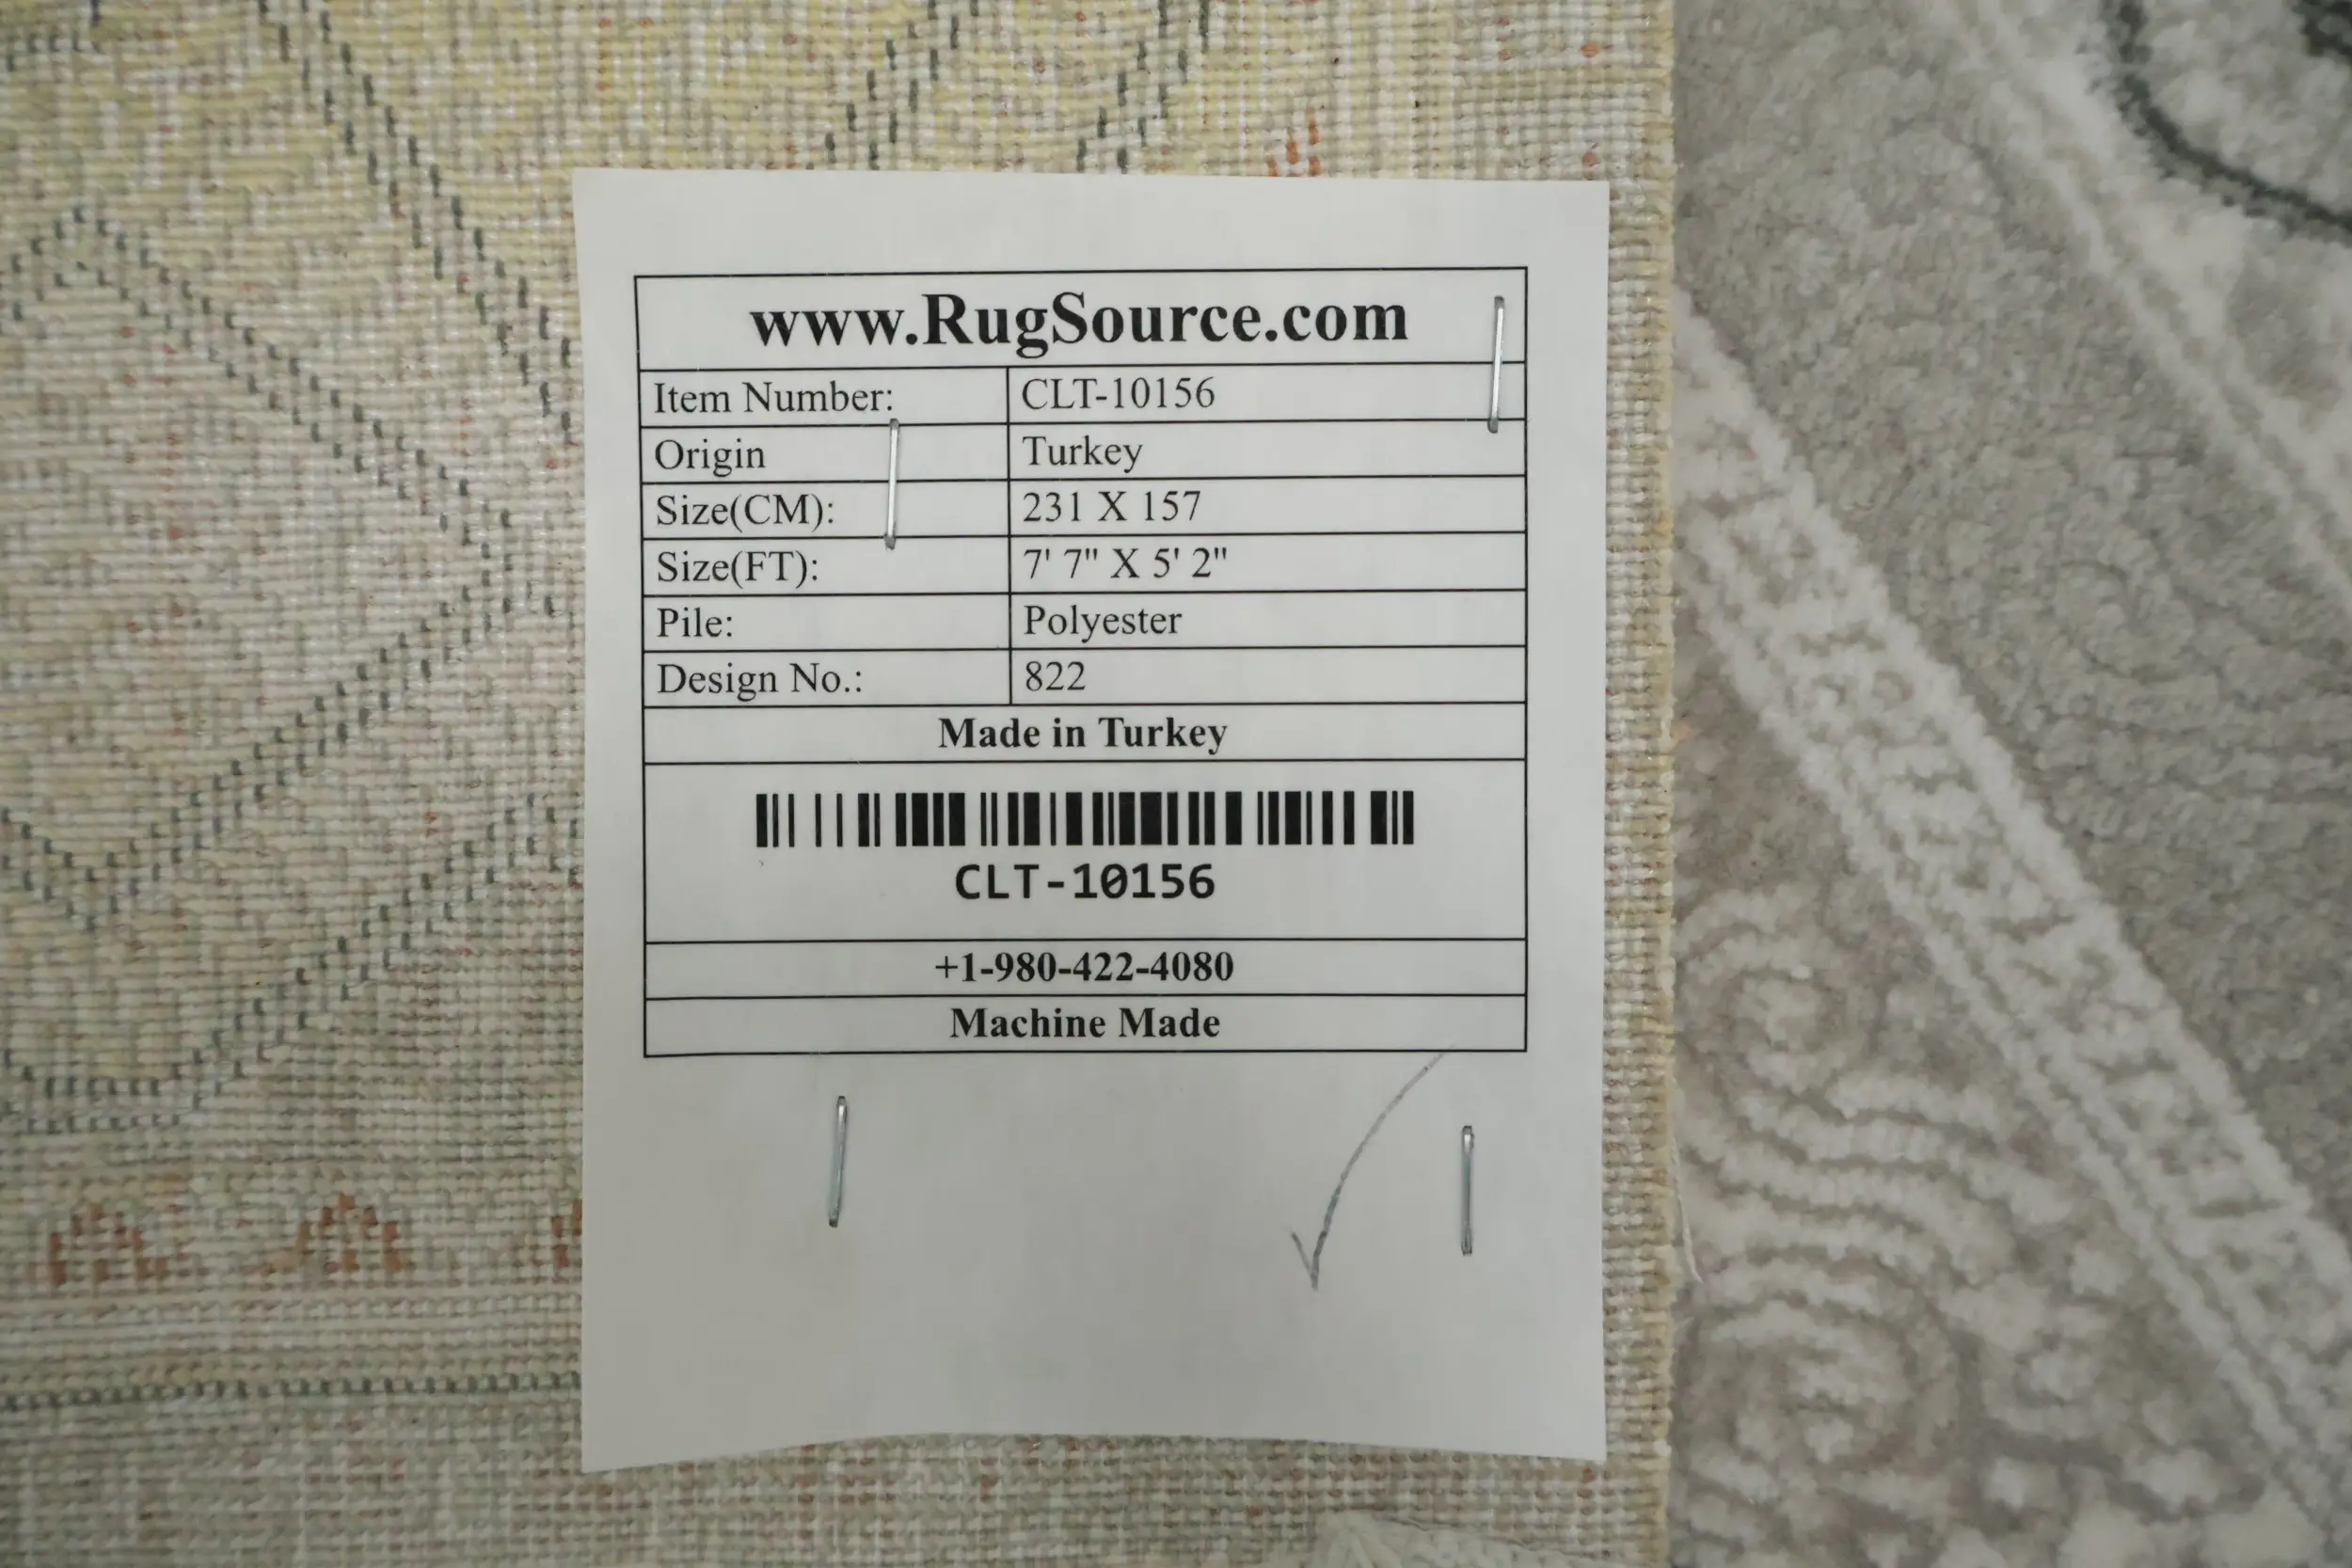 www.RugSource.com
Item Number: CLT-10156
Origin Turkey
Size(CM): 231 X 157
Size(FT): 7' 7" X 5' 2"
Pile: Polyester
Design No.: 822
Made in Turkey
CLT-10156
+1-980-422-4080
Machine Made